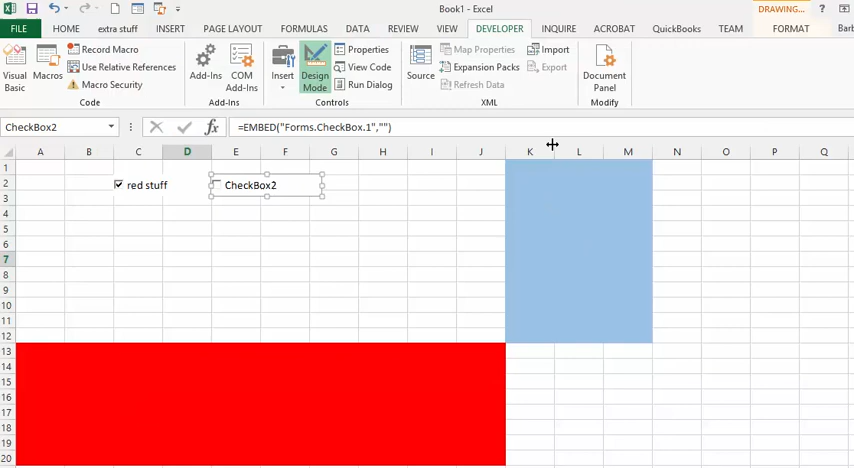 Book1 - Excel
DRAWING... ?
FILE HOME extra stuff INSERT PAGE LAYOUT FORMULAS DATA REVIEW VIEW DEVELOPER INQUIRE ACROBAT QuickBooks TEAM FORMAT Barb
Visual Basic
Macros
Record Macro
Use Relative References
Macro Security
Code
Add-Ins
COM Add-Ins
Add-Ins
Insert
Design Mode
Properties
View Code
Run Dialog
Controls
Source
Map Properties
Expansion Packs
Refresh Data
Import
Export
XML
Document Panel
Modify
CheckBox2 fx =EMBED("Forms.CheckBox.1","")
A B C D E F G H I J K L M N O P Q
1
2 red stuff CheckBox2
3
4
5
6
7
8
9
10
11
12
13
14
15
16
17
18
19
20